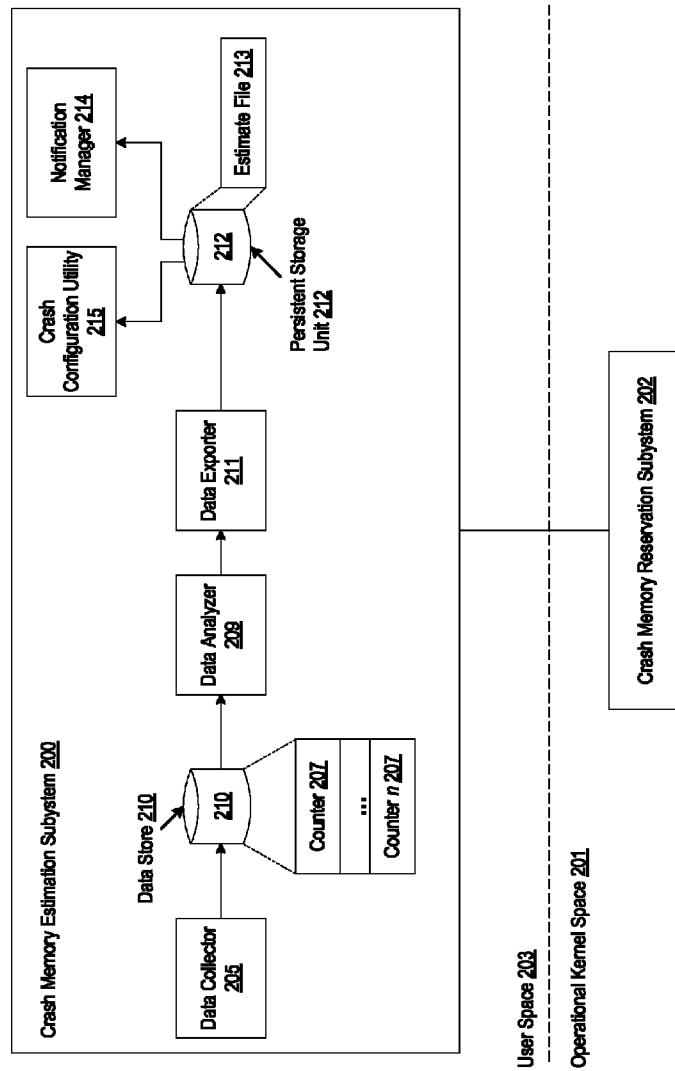 Crash Memory Estimation Subystem 200
Data Collector
205
Data Store 210
210
Counter 207
...
Counter n 207
Data Analyzer
209
Data Exporter
211
Crash
Configuration Utility
215
Notification
Manager 214
212
Persistent Storage
Unit 212
Estimate File 213
User Space 203
Operational Kernel Space 201
Crash Memory Reservation Subystem 202